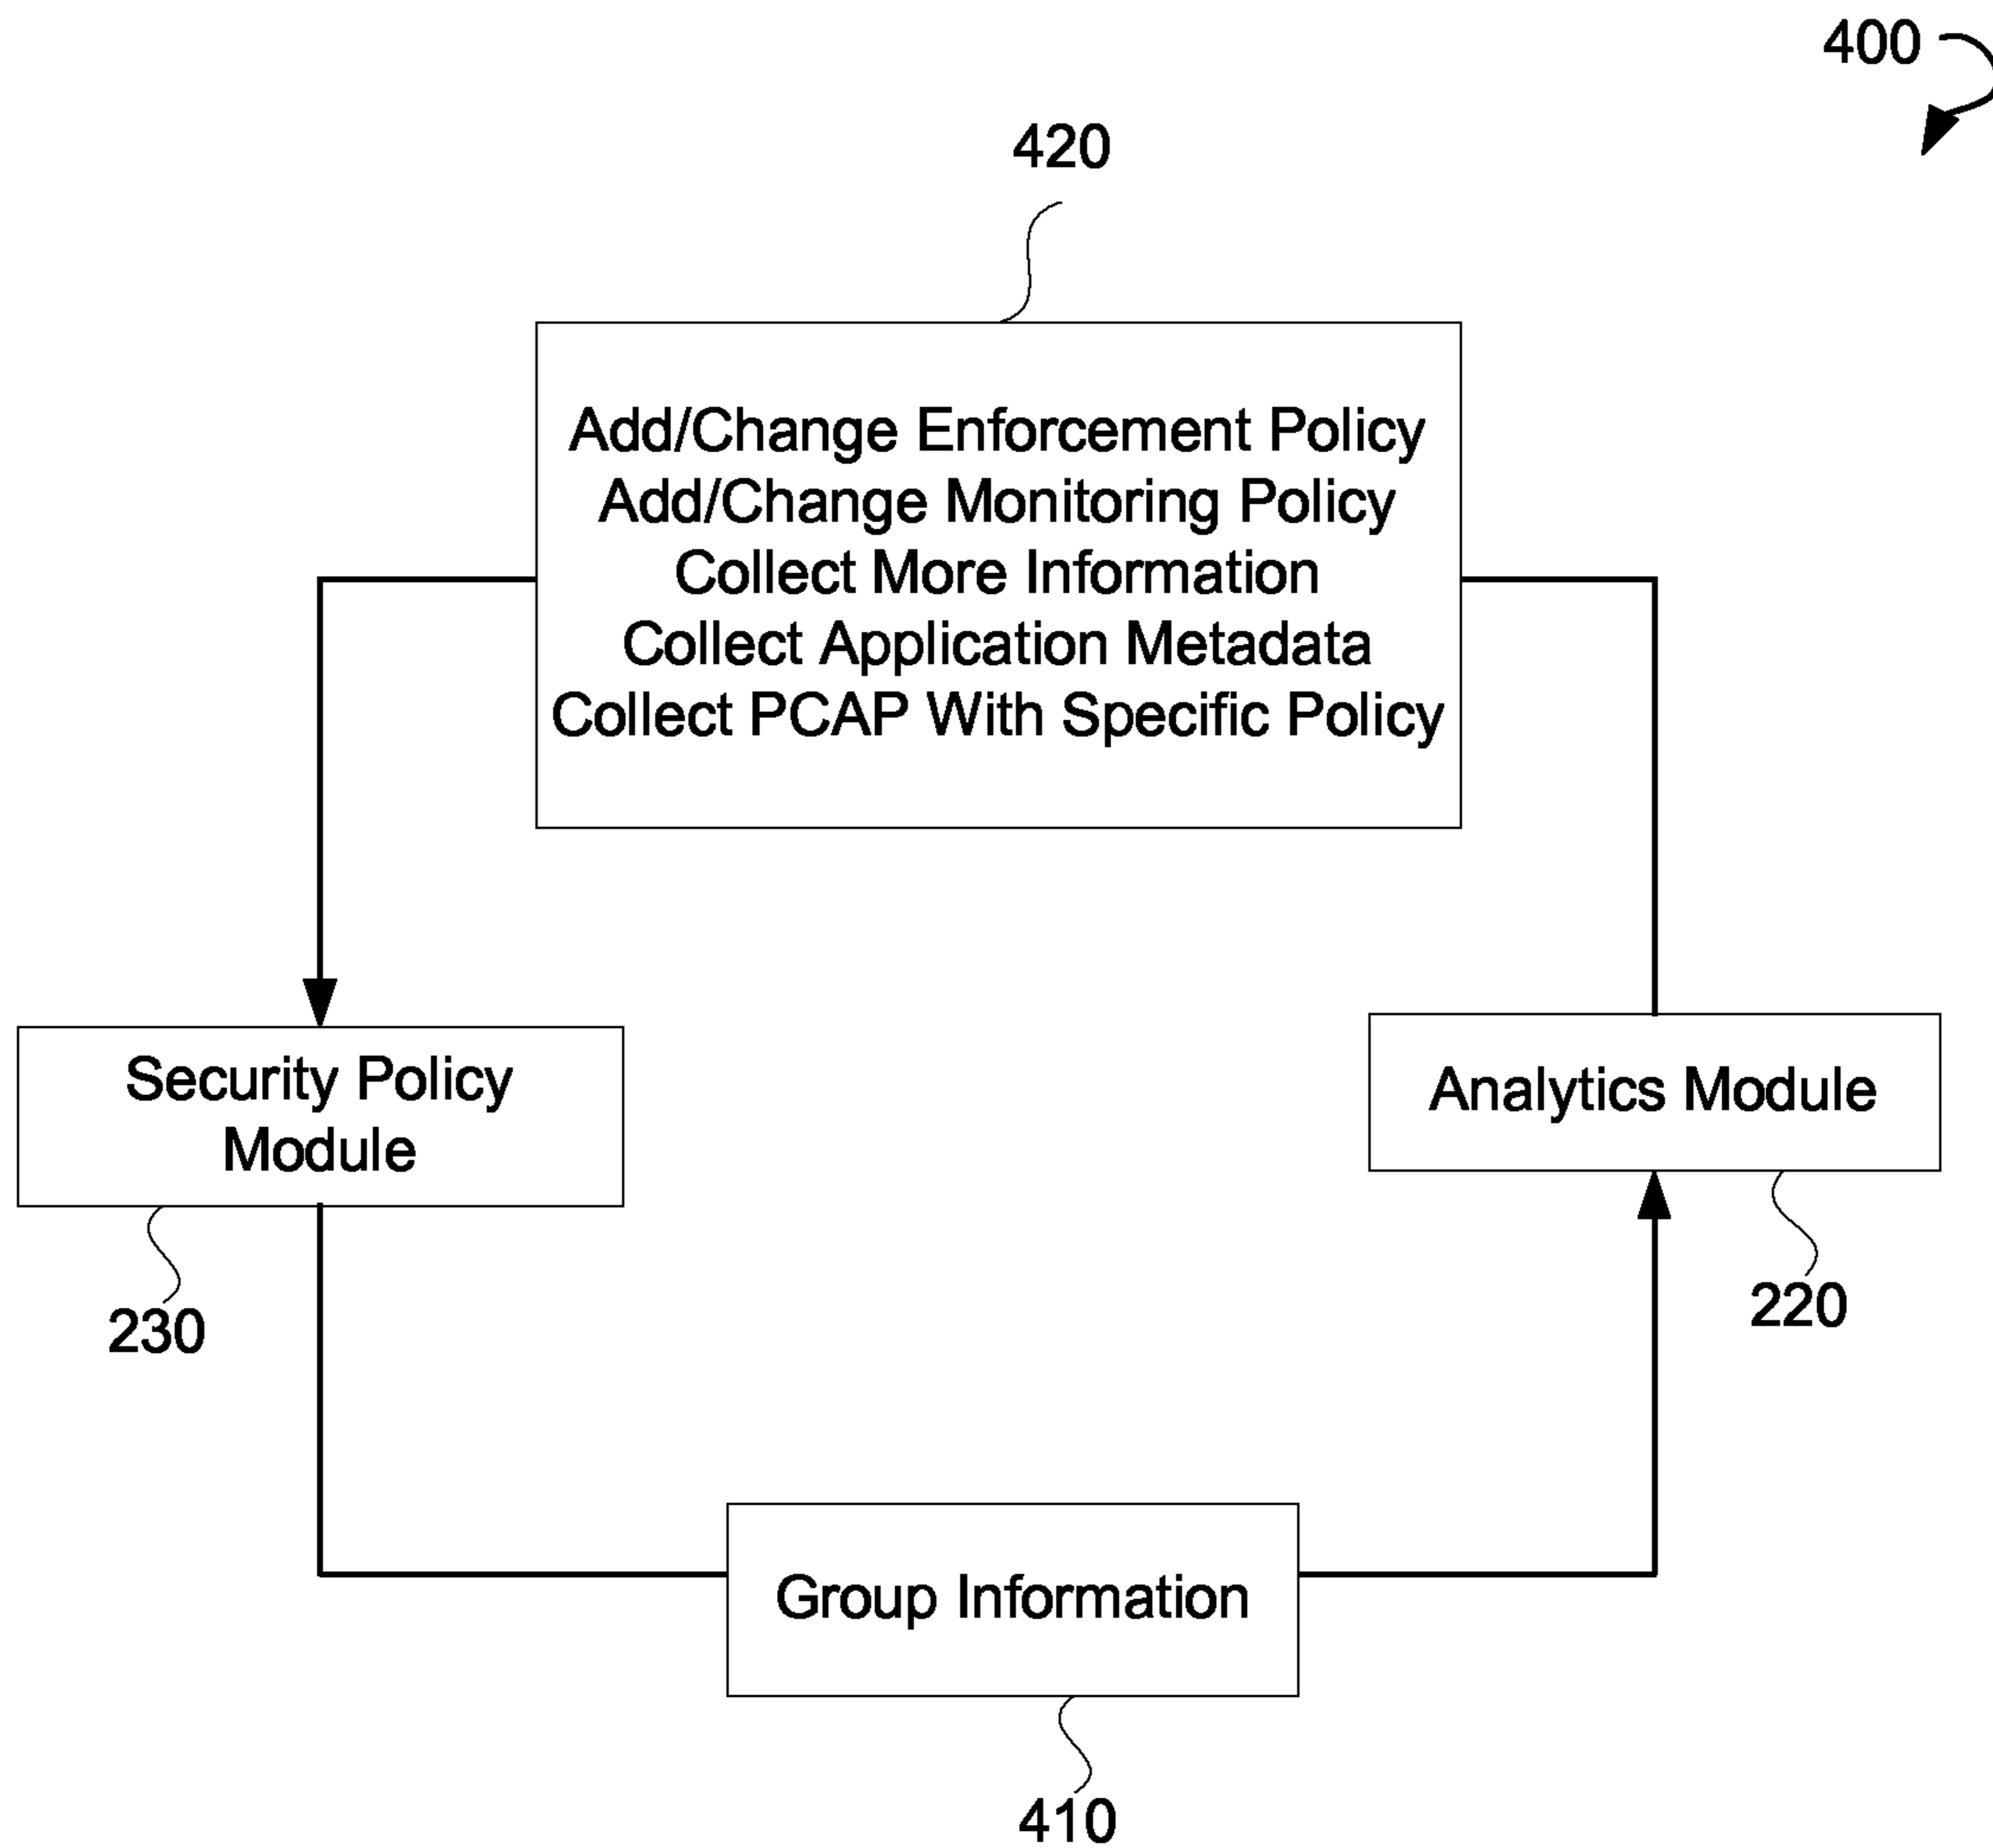 400
420
Add/Change Enforcement Policy
Add/Change Monitoring Policy
Collect More Information
Collect Application Metadata
Collect PCAP With Specific Policy
Security Policy
Module
Analytics Module
230
220
Group Information
410